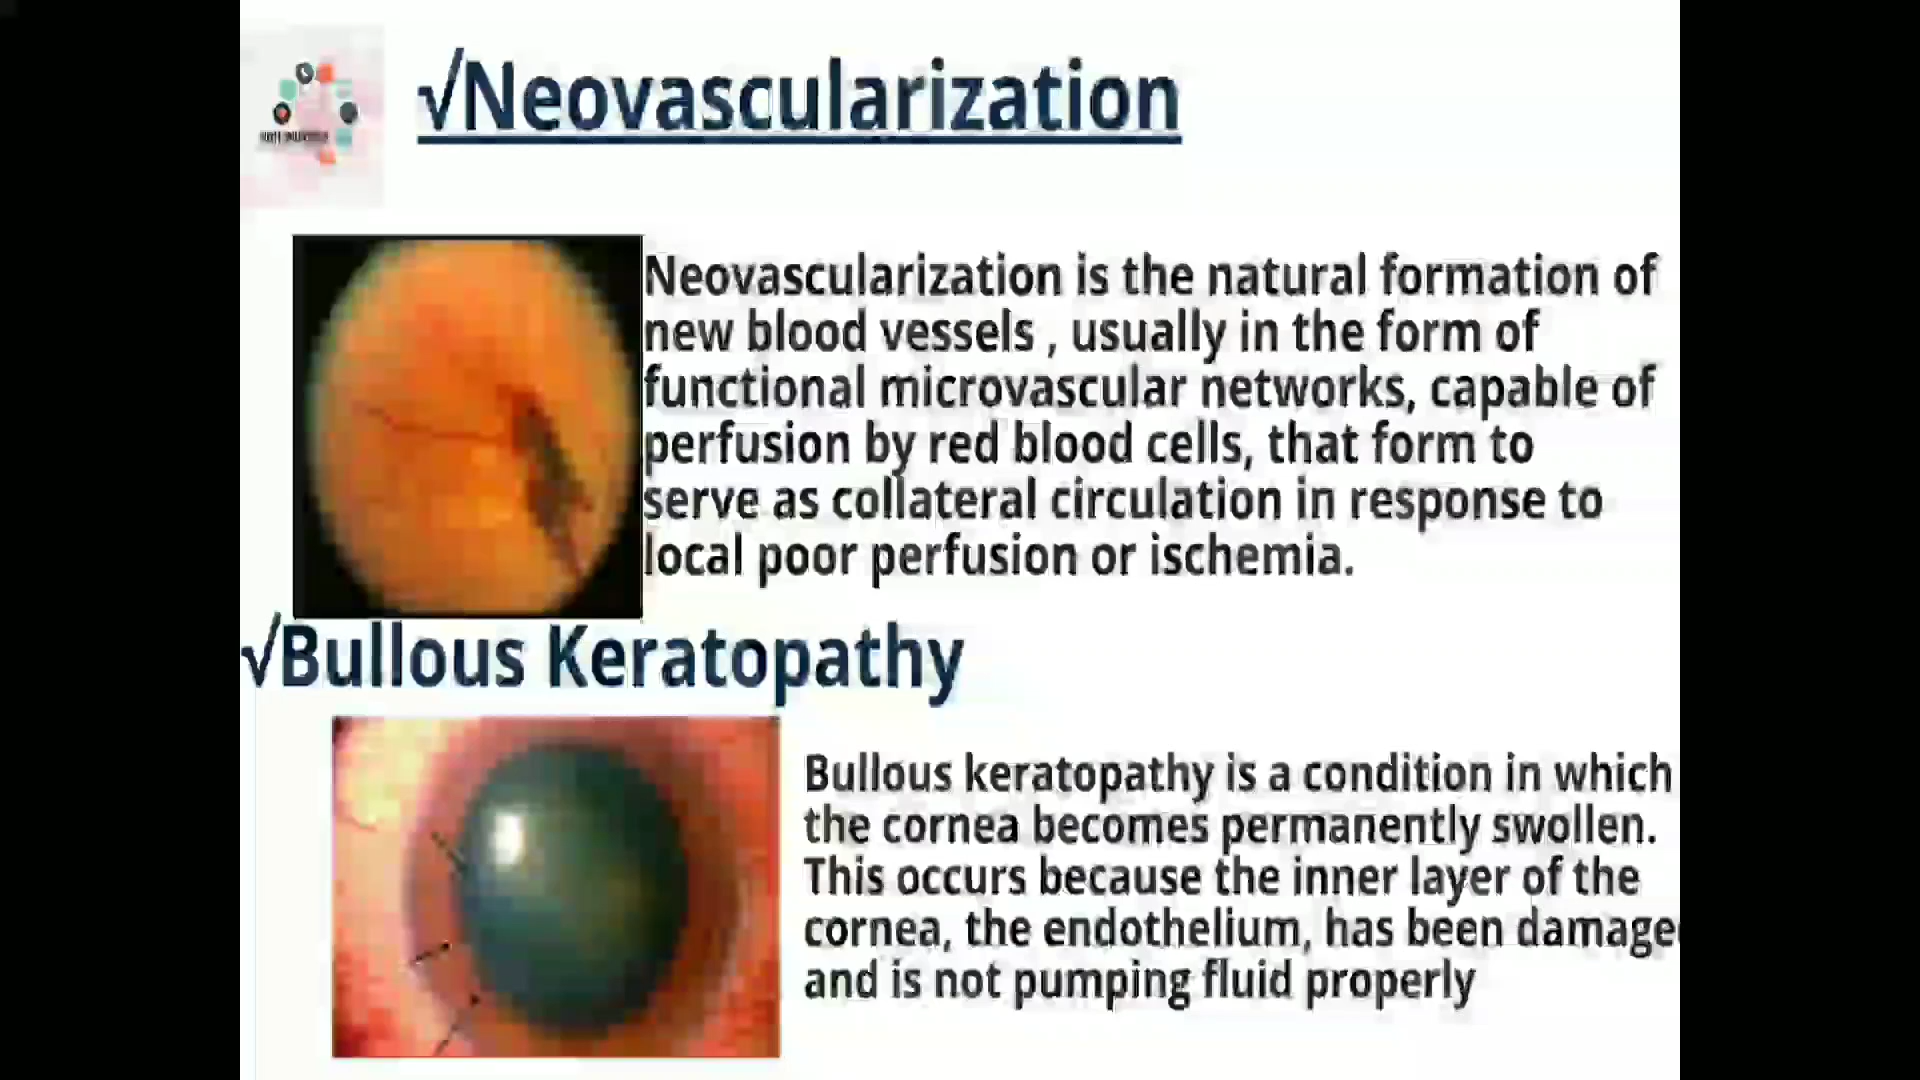 √Neovascularization
Neovascularization is the natural formation of
new blood vessels , usually in the form of
functional microvascular networks, capable of
perfusion by red blood cells, that form to
serve as collateral circulation in response to
local poor perfusion or ischemia.
√Bullous Keratopathy
Bullous keratopathy is a condition in which
the cornea becomes permanently swollen.
This occurs because the inner layer of the
cornea, the endothelium, has been damage
and is not pumping fluid properly